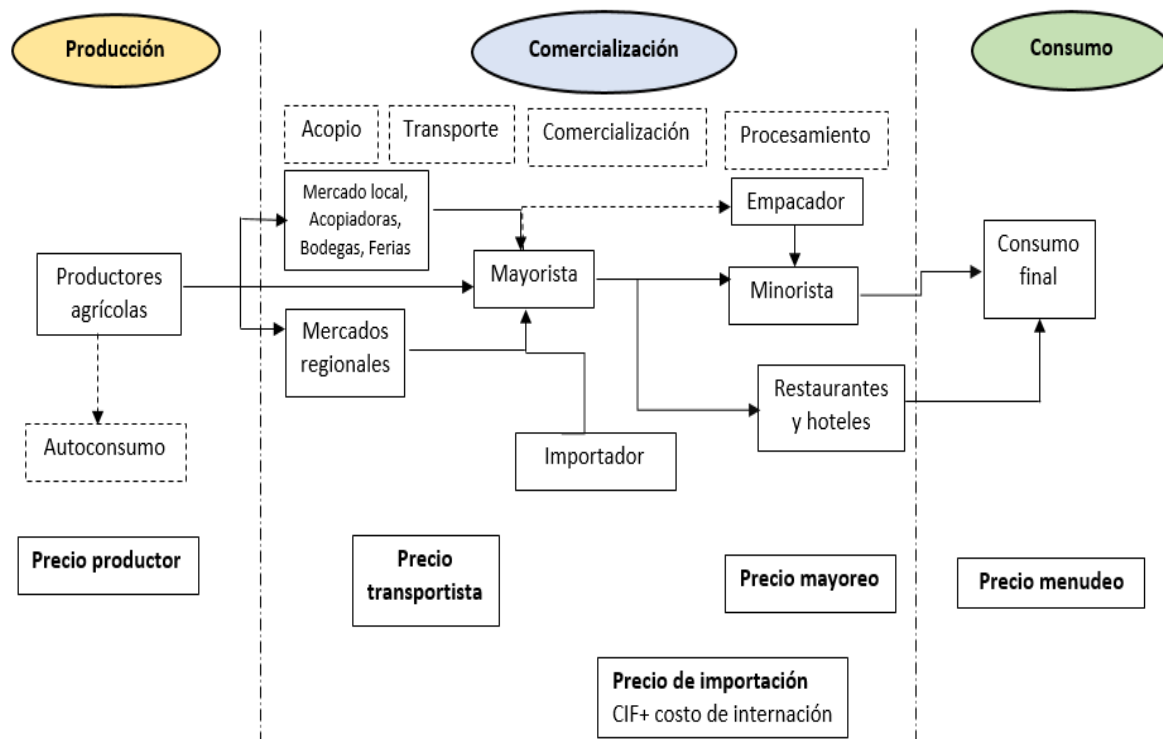 Producción
Comercialización
Consumo
Acopio
Transporte
Comercialización
Procesamiento
Mercado local,
Acopiadoras,
Bodegas, Ferias
Empacador
Productores
agrícolas
Mayorista
Minorista
Consumo
final
Mercados
regionales
Restaurantes
y hoteles
Autoconsumo
Importador
Precio productor
Precio
transportista
Precio mayoreo
Precio menudeo
Precio de importación
CIF+ costo de internación